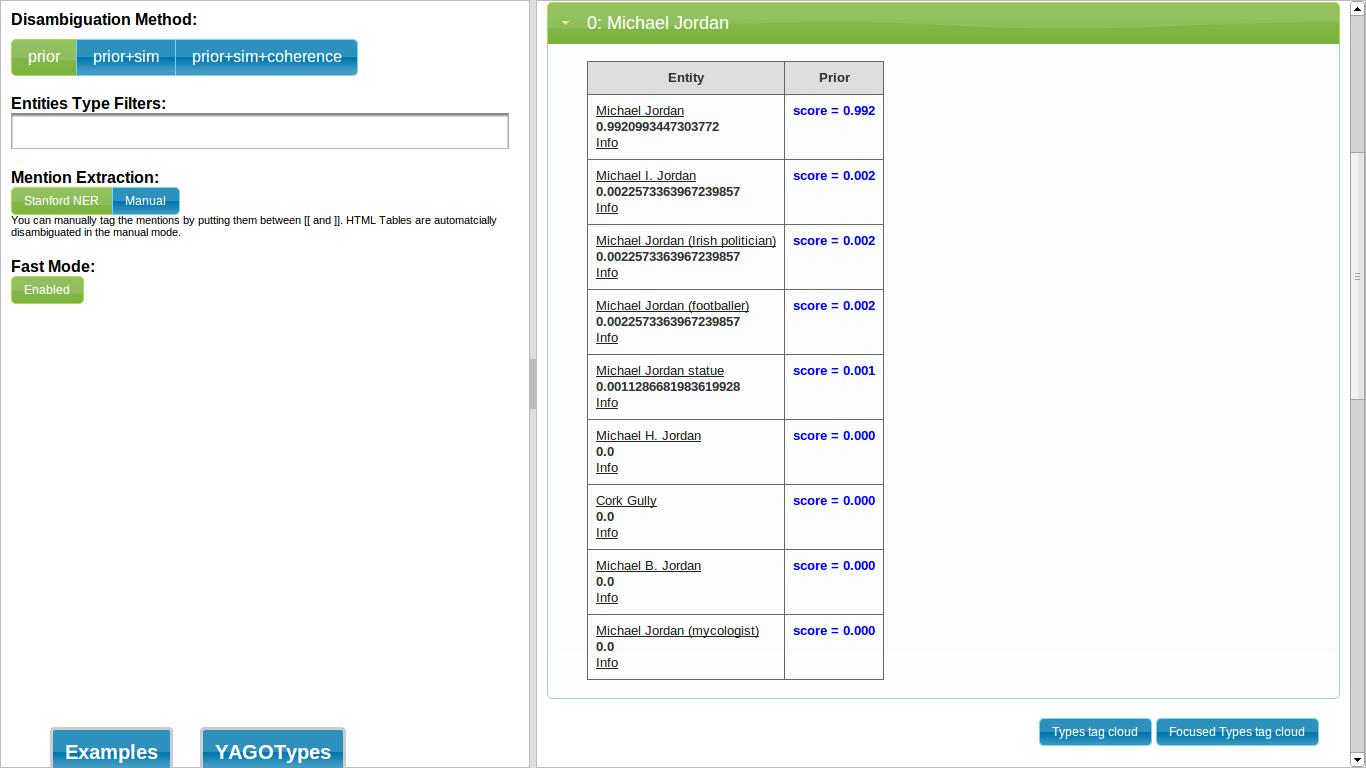 Disambiguation Method:
prior prior+sim prior+sim+coherence
Entities Type Filters:
Mention Extraction:
Stanford NER Manual
You can manually tag the mentions by putting them between [[ and ]]. HTML Tables are automatcially
disambiguated in the manual mode.
Fast Mode:
Enabled
Examples YAGOTypes
0: Michael Jordan
Entity Prior
Michael Jordan score = 0.992
0.9920993447303772
Info
Michael I. Jordan score = 0.002
0.0022573363967239857
Info
Michael Jordan (Irish politician) score = 0.002
0.0022573363967239857
Info
Michael Jordan (footballer) score = 0.002
0.0022573363967239857
Info
Michael Jordan statue score = 0.001
0.0011286681983619928
Info
Michael H. Jordan score = 0.000
0.0
Info
Cork Gully score = 0.000
0.0
Info
Michael B. Jordan score = 0.000
0.0
Info
Michael Jordan (mycologist) score = 0.000
0.0
Info
Types tag cloud Focused Types tag cloud